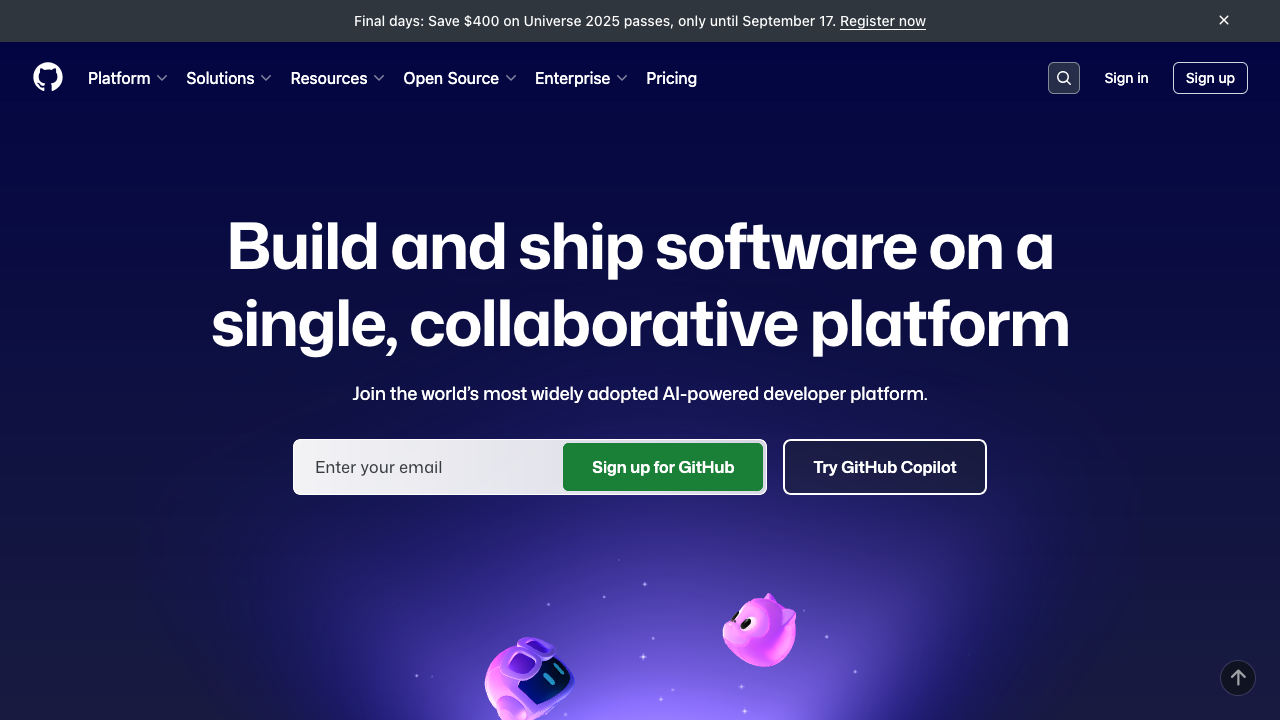 Final days: Save $400 on Universe 2025 passes, only until September 17. Register now
Platform Solutions Resources Open Source Enterprise Pricing Sign in Sign up
Build and ship software on a
single, collaborative platform
Join the world’s most widely adopted AI-powered developer platform.
Enter your email Sign up for GitHub Try GitHub Copilot